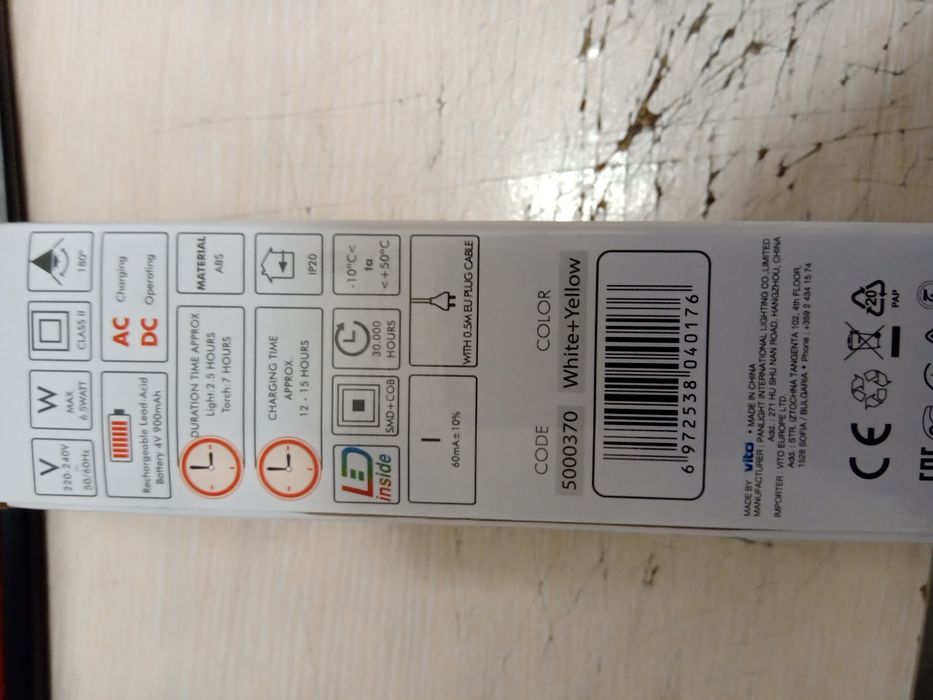 V
220-240V
50/60Hz
W
MAX
6.5WATT
CLASS II
180°
Rechargeable Lead-Acid
Battery 4V 900mAh
AC Charging
DC Operating
DURATION TIME APPROX.
Light:2.5 HOURS
Torch:7 HOURS
MATERIAL
ABS
CHARGING TIME
APPROX.
12 - 15 HOURS
IP20
LED
inside
SMD+COB
30.000
HOURS
-10°C<
ta
<+50°C
I
60mA±10%
WITH 0.5M EU PLUG CABLE
CODE COLOR
5000370 White+Yellow
6 972538 040176
MADE BY vito • MADE IN CHINA
MANUFACTURER : PANLIGHT INTERNATIONAL LIGHTING CO.,LIMITED
Add : 271 HU SHU NAN ROAD, HANGZHOU, CHINA
IMPORTER : VITO EUROPE LTD.
Add. : STR. IZTOCHNA TANGENTA 102, 4th FLOOR,
1528 SOFIA / BULGARIA • Phone : +359 2 434 15 74
CE
20
PAP